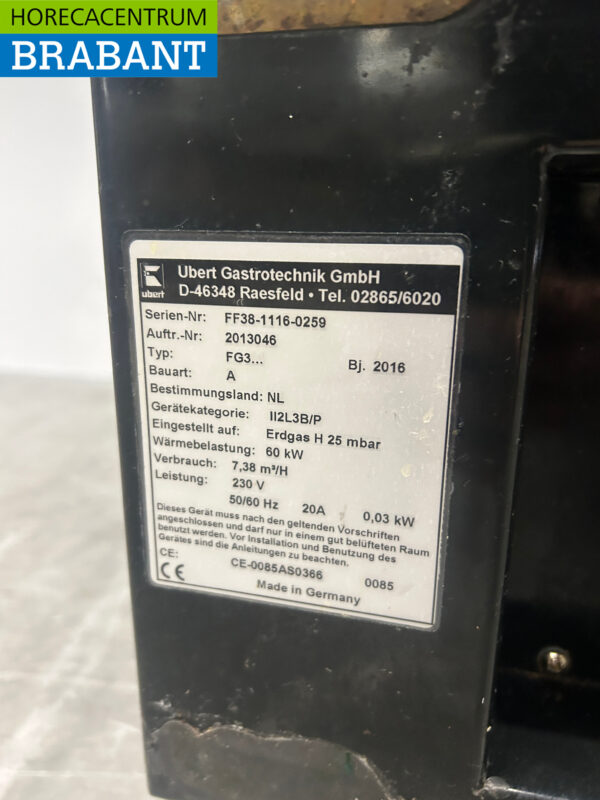 HORECACENTRUM
BRABANT
ubert
Ubert Gastrotechnik GmbH
D-46348 Raesfeld • Tel. 02865/6020
Serien-Nr: FF38-1116-0259
Auftr.-Nr: 2013046
Typ: FG3... Bj. 2016
Bauart: A
Bestimmungsland: NL
Gerätekategorie: II2L3B/P
Eingestellt auf: Erdgas H 25 mbar
Wärmebelastung: 60 kW
Verbrauch: 7,38 m³/H
Leistung: 230 V
50/60 Hz 20A 0,03 kW
Dieses Gerät muss nach den geltenden Vorschriften
angeschlossen und darf nur in einem gut belüfteten Raum
benutzt werden. Vor Installation und Benutzung des
Gerätes sind die Anleitungen zu beachten.
CE: CE-0085AS0366 0085
CE Made in Germany